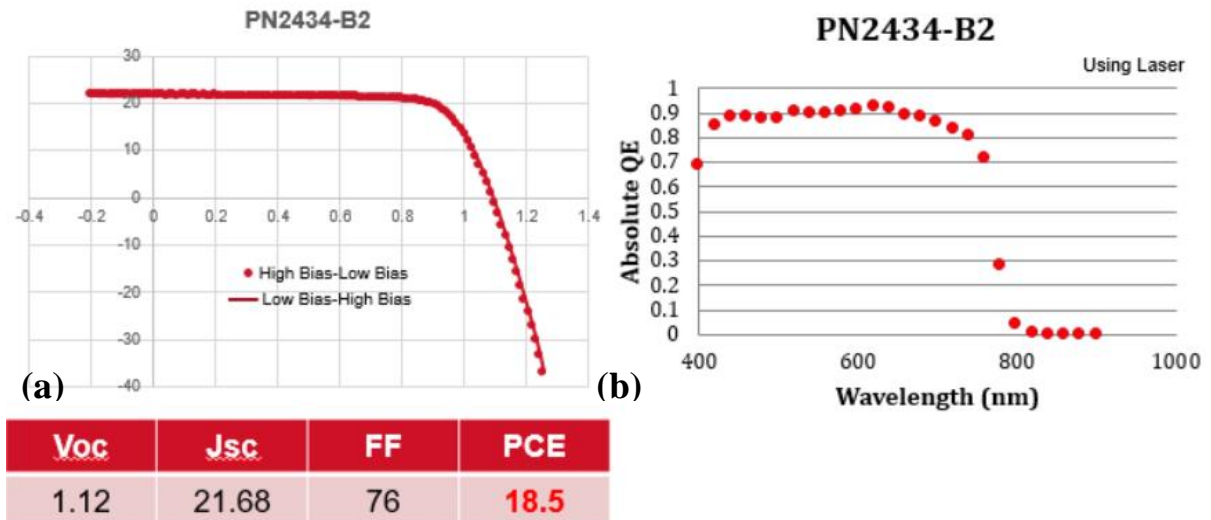 PN2434-B2
30
20
10
0
-10
-20
-30
-40
-0.4 -0.2 0 0.2 0.4 0.6 0.8 1 1.2 1.4
High Bias-Low Bias
Low Bias-High Bias
(a)
PN2434-B2
Using Laser
Absolute QE
1
0.9
0.8
0.7
0.6
0.5
0.4
0.3
0.2
0.1
0
400 600 800 1000
Wavelength (nm)
(b)
Voc Jsc FF PCE
1.12 21.68 76 18.5